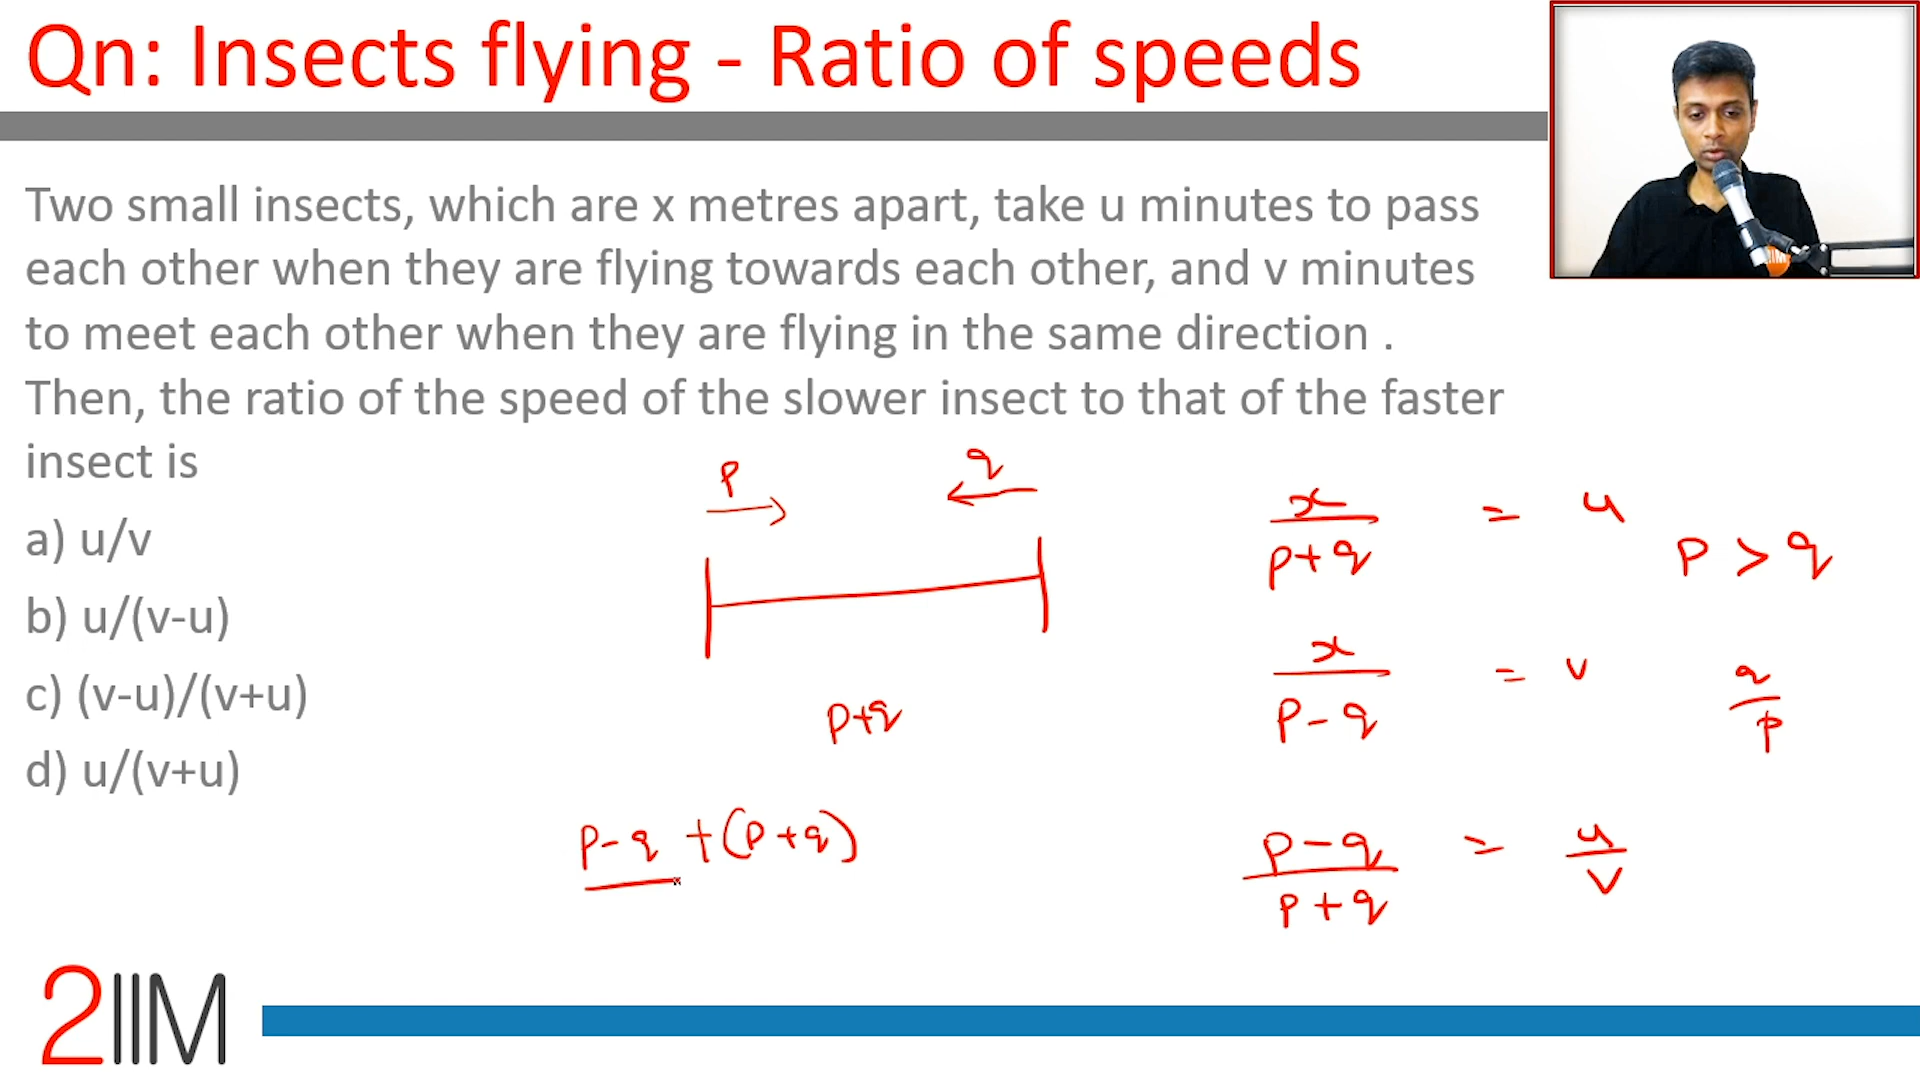 Qn: Insects flying - Ratio of speeds
Two small insects, which are x metres apart, take u minutes to pass
each other when they are flying towards each other, and v minutes
to meet each other when they are flying in the same direction .
Then, the ratio of the speed of the slower insect to that of the faster
insect is
a) u/v
b) u/(v-u)
c) (v-u)/(v+u)
d) u/(v+u)
p
q
p+q
p-q + (p+q)
x
p+q
= u
p > q
x
p-q
= v
q
p
p-q
p+q
=
u
v
2IIM